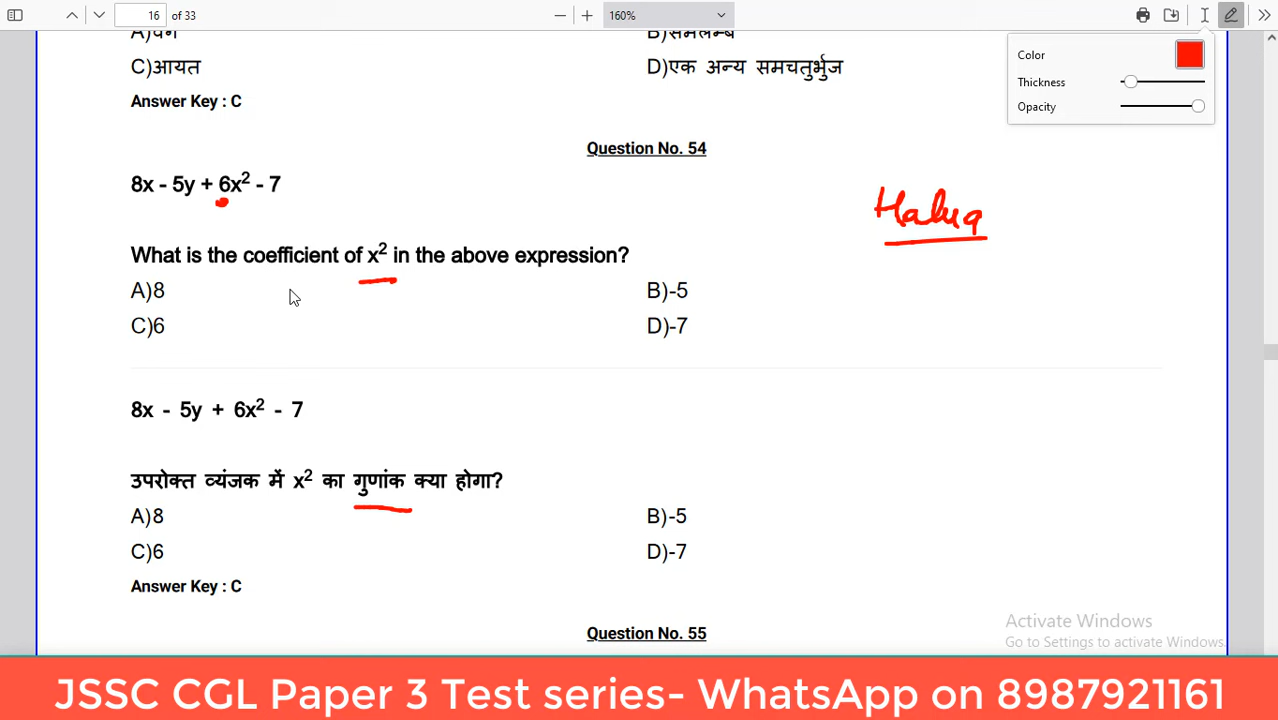 16 of 33
160%
Color
Thickness
Opacity
A)वर्ग B)समलम्ब
C)आयत D)एक अन्य समचतुर्भुज
Answer Key : C
Question No. 54
8x - 5y + 6x² - 7
What is the coefficient of x² in the above expression?
A)8 B)-5
C)6 D)-7
8x - 5y + 6x² - 7
उपरोक्त व्यंजक में x² का गुणांक क्या होगा?
A)8 B)-5
C)6 D)-7
Answer Key : C
Question No. 55
Activate Windows
Go to Settings to activate Windows.
JSSC CGL Paper 3 Test series- WhatsApp on 8987921161